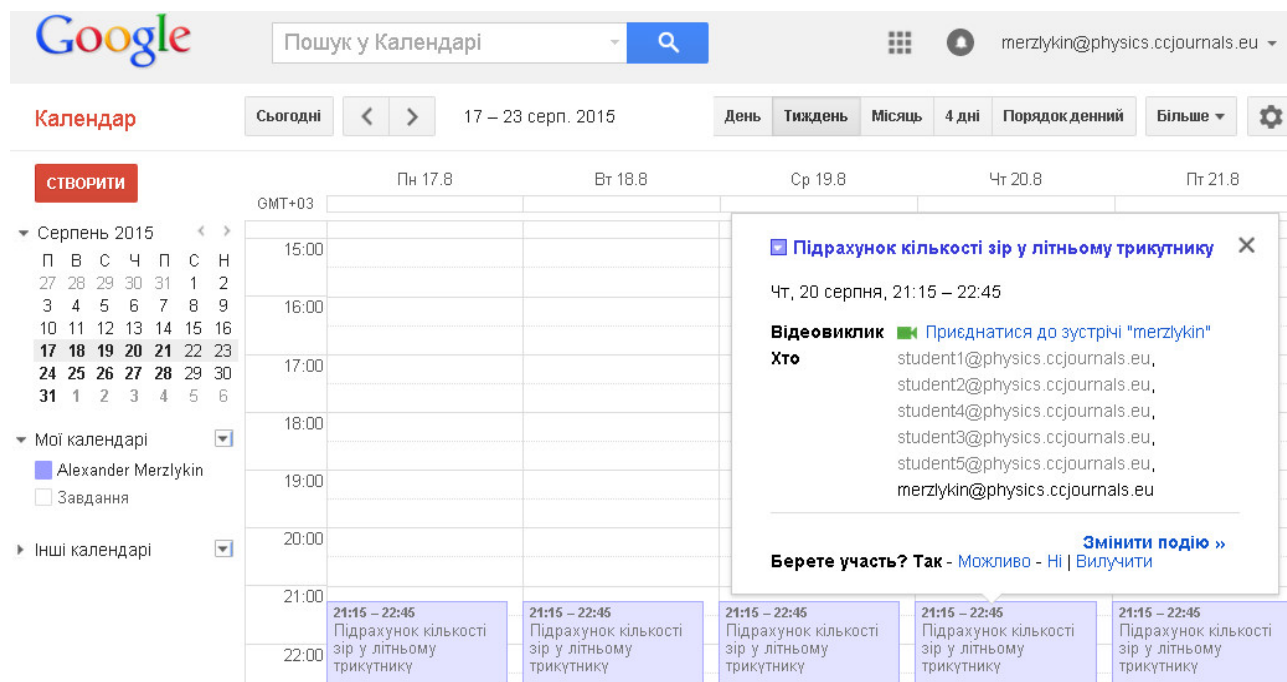 Google
Пошук у Календарі
merzlykin@physics.ccjournals.eu
Календар
Сьогодні
17 – 23 серп. 2015
День Тиждень Місяць 4 дні Порядок денний Більше
СТВОРИТИ
Пн 17.8 Вт 18.8 Ср 19.8 Чт 20.8 Пт 21.8
GMT+03
Серпень 2015
П В С Ч П С Н
27 28 29 30 31 1 2
3 4 5 6 7 8 9
10 11 12 13 14 15 16
17 18 19 20 21 22 23
24 25 26 27 28 29 30
31 1 2 3 4 5 6
Мої календарі
Alexander Merzlykin
Завдання
Інші календарі
15:00
16:00
17:00
18:00
19:00
20:00
21:00
22:00
Підрахунок кількості зір у літньому трикутнику
Чт, 20 серпня, 21:15 – 22:45
Відеовиклик Приєднатися до зустрічі "merzlykin"
Хто student1@physics.ccjournals.eu,
student2@physics.ccjournals.eu,
student4@physics.ccjournals.eu,
student3@physics.ccjournals.eu,
student5@physics.ccjournals.eu,
merzlykin@physics.ccjournals.eu
Змінити подію »
Берете участь? Так - Можливо - Ні | Вилучити
21:15 – 22:45
Підрахунок кількості
зір у літньому
трикутнику
21:15 – 22:45
Підрахунок кількості
зір у літньому
трикутнику
21:15 – 22:45
Підрахунок кількості
зір у літньому
трикутнику
21:15 – 22:45
Підрахунок кількості
зір у літньому
трикутнику
21:15 – 22:45
Підрахунок кількості
зір у літньому
трикутнику